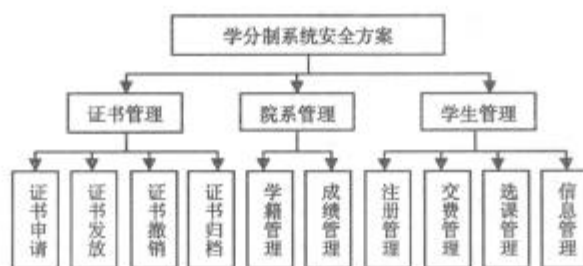 学分制系统安全方案
证书管理
院系管理
学生管理
证书申请
证书发放
证书撤销
证书归档
学籍管理
成绩管理
注册管理
交费管理
选课管理
信息管理